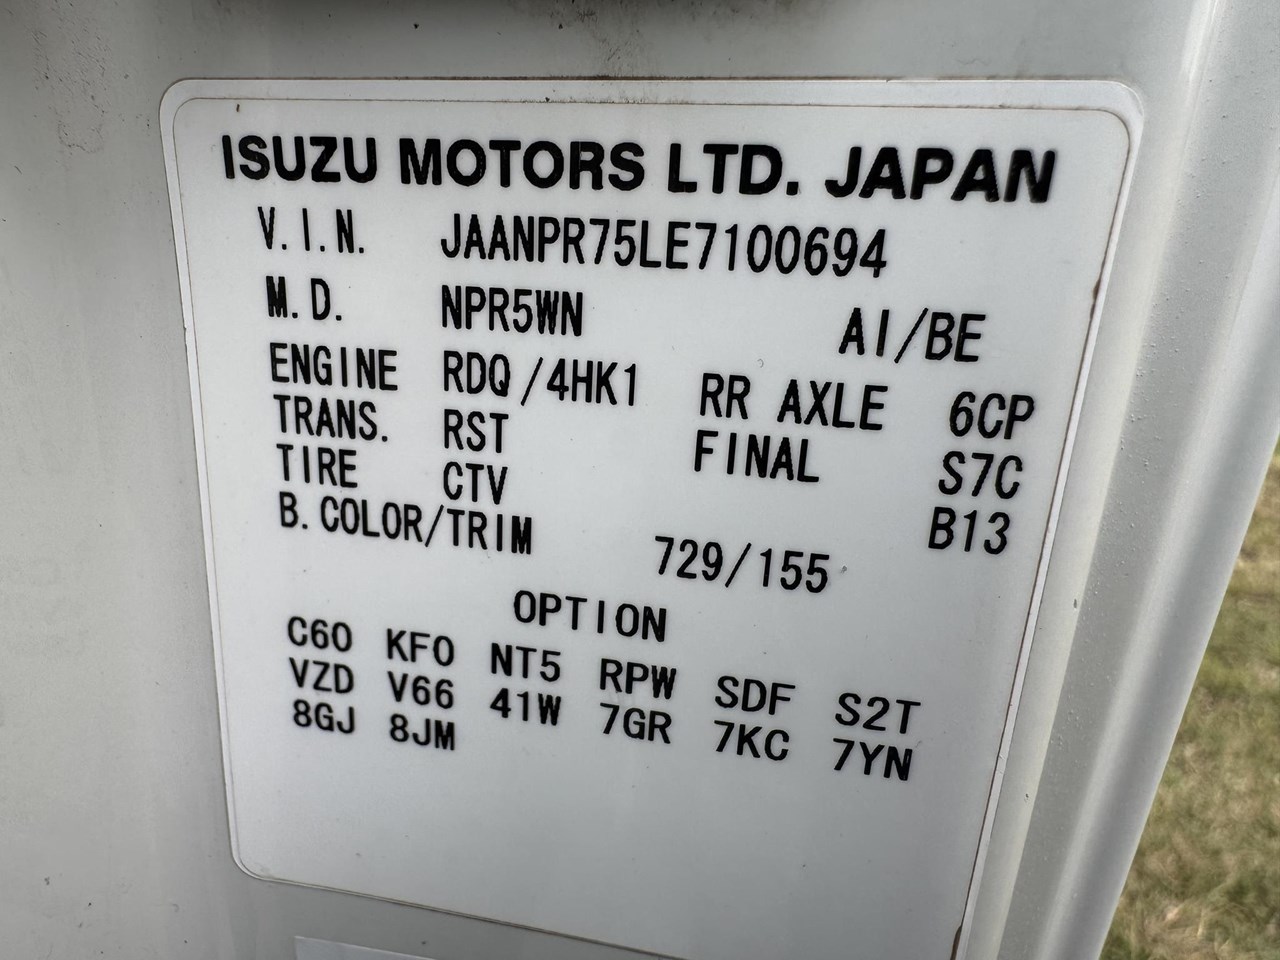 ISUZU MOTORS LTD. JAPAN
V.I.N. JAANPR75LE7100694
M.D. NPR5WN AI/BE
ENGINE RDQ/4HK1 RR AXLE 6CP
TRANS. RST FINAL S7C
TIRE CTV B13
B.COLOR/TRIM 729/155
OPTION
C60 KFO NT5 RPW SDF S2T
VZD V66 41W 7GR 7KC 7YN
8GJ 8JM